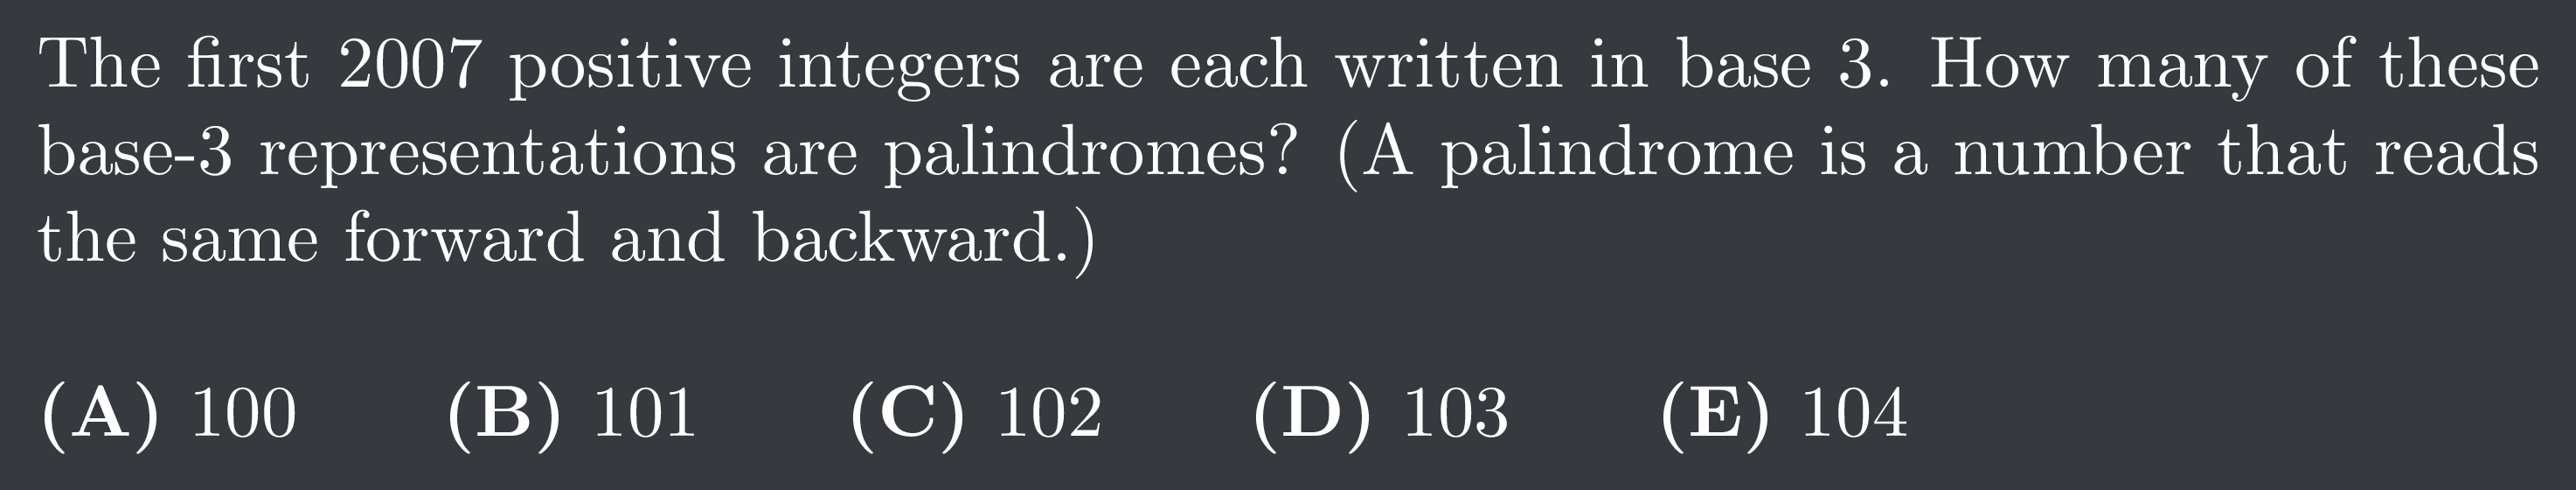 The first 2007 positive integers are each written in base 3. How many of these
base-3 representations are palindromes? (A palindrome is a number that reads
the same forward and backward.)
(A) 100 (B) 101 (C) 102 (D) 103 (E) 104